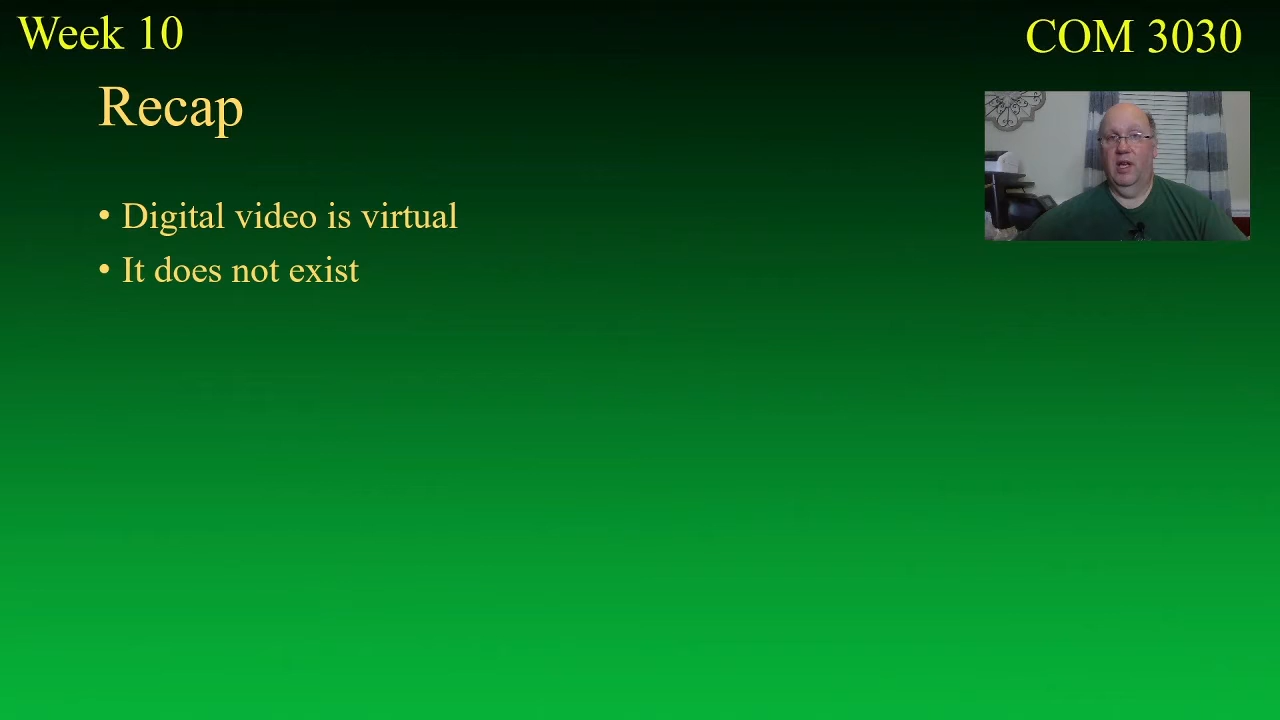 Week 10
COM 3030
Recap
• Digital video is virtual
• It does not exist